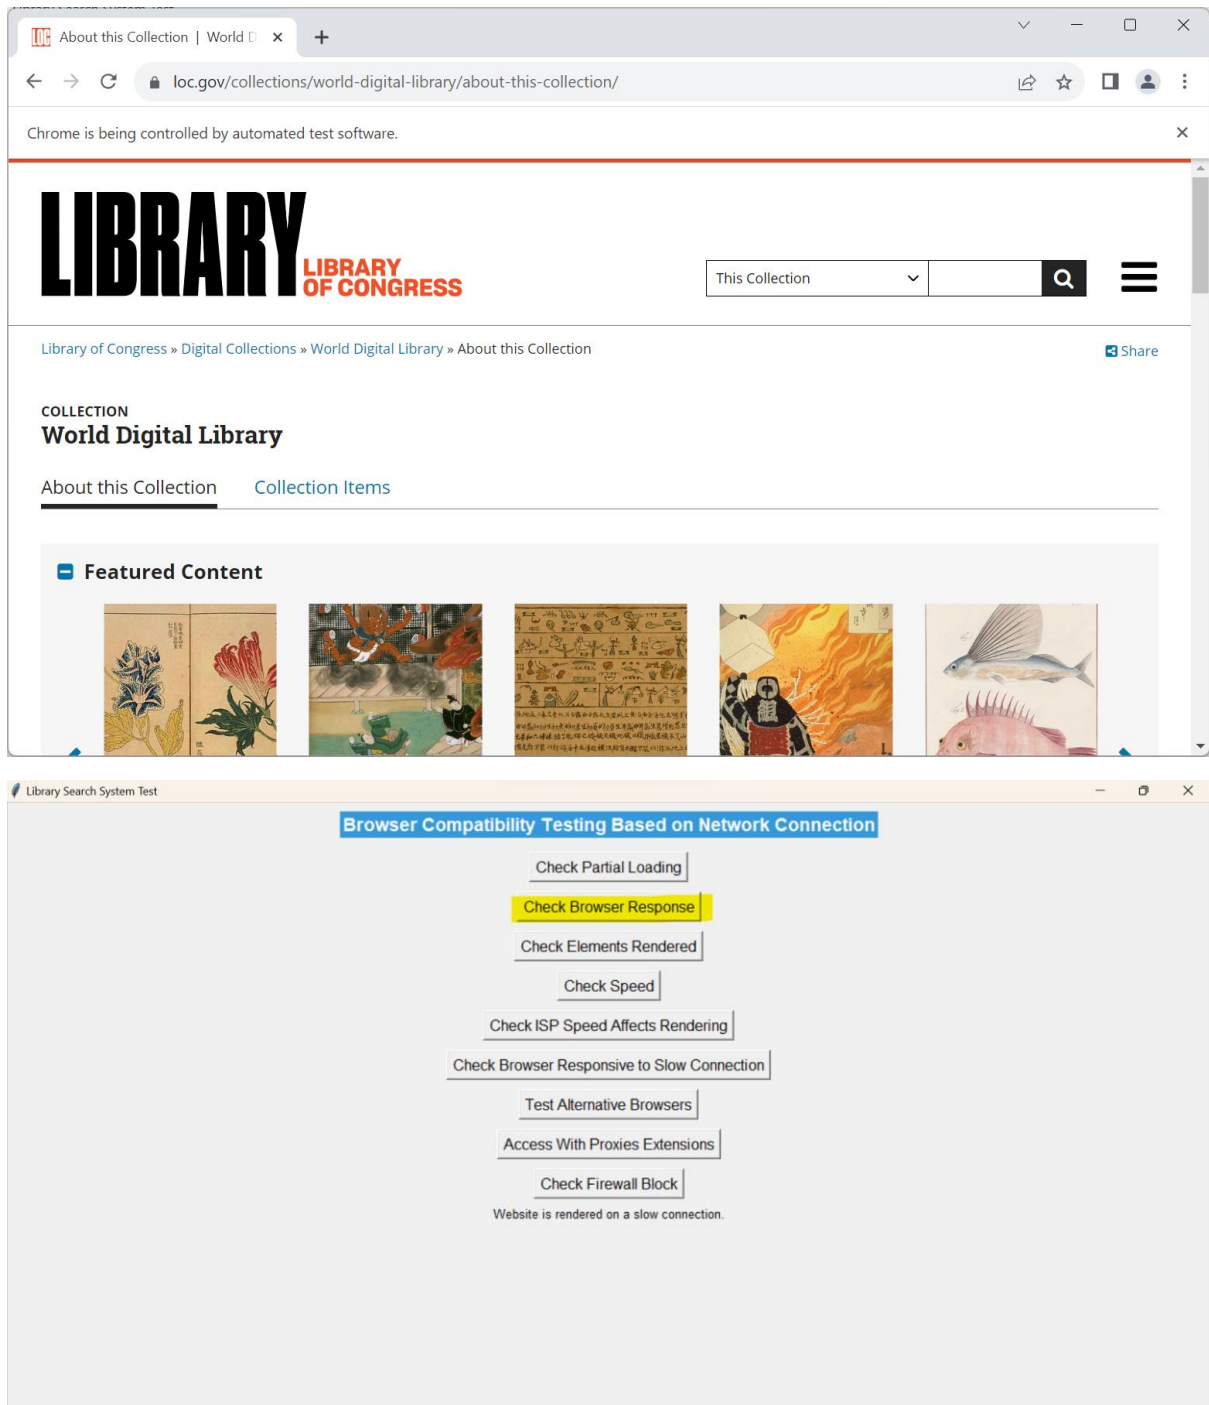 About this Collection | World D
loc.gov/collections/world-digital-library/about-this-collection/
Chrome is being controlled by automated test software.
LIBRARY
LIBRARY
OF CONGRESS
This Collection
Library of Congress » Digital Collections » World Digital Library » About this Collection
Share
COLLECTION
World Digital Library
About this Collection
Collection Items
Featured Content
Library Search System Test
Browser Compatibility Testing Based on Network Connection
Check Partial Loading
Check Browser Response
Check Elements Rendered
Check Speed
Check ISP Speed Affects Rendering
Check Browser Responsive to Slow Connection
Test Alternative Browsers
Access With Proxies Extensions
Check Firewall Block
Website is rendered on a slow connection.